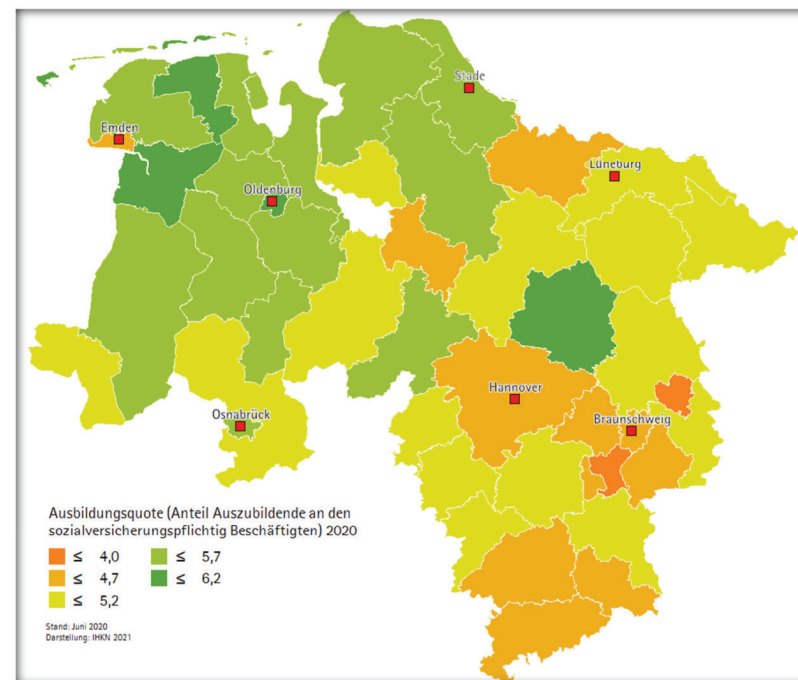 Stade
Emden
Lüneburg
Oldenburg
Hannover
Osnabrück
Braunschweig
Ausbildungsquote (Anteil Auszubildende an den
sozialversicherungspflichtig Beschäftigten) 2020
≤ 4,0
≤ 5,7
≤ 4,7
≤ 6,2
≤ 5,2
Stand: Juni 2020
Darstellung: IHKN 2021